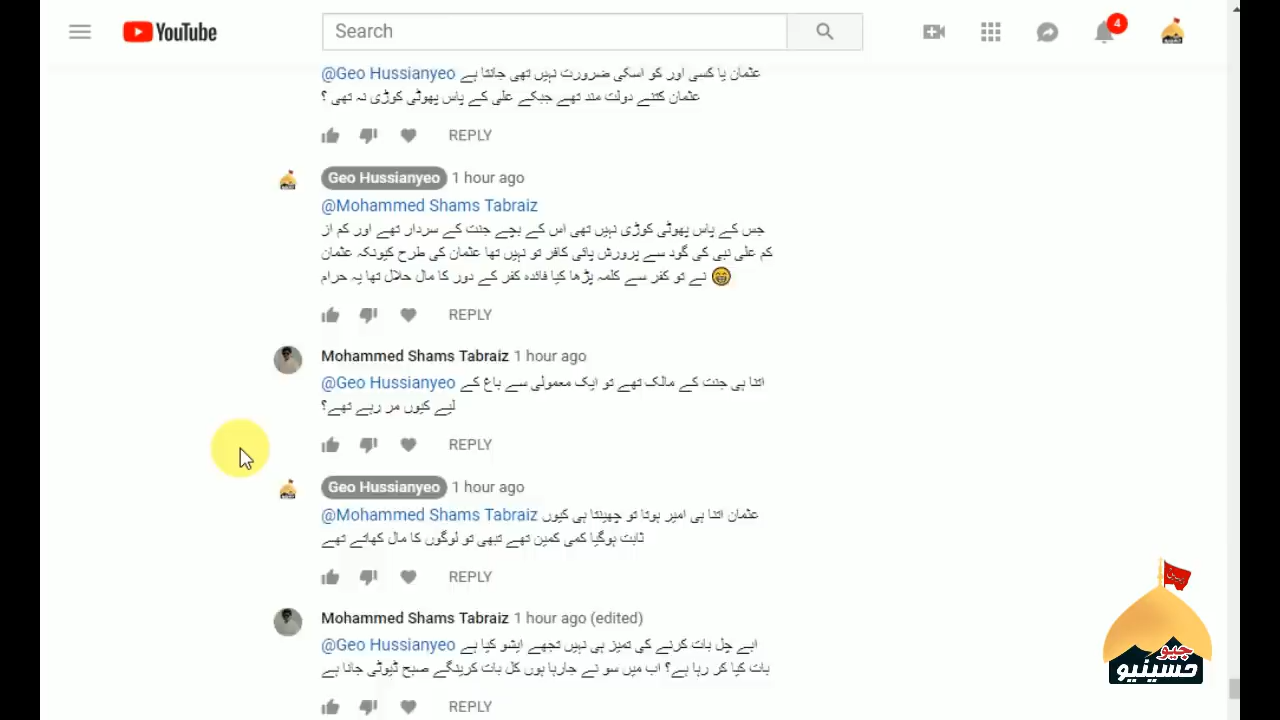 YouTube
Search
4
@Geo Hussianyeo عثمان یا کسی اور کو اسکی ضرورت نہیں تھی جانتا ہے
عثمان کتنے دولت مند تھے جبکے علی کے پاس پھوٹی کوڑی نہ تھی ؟
REPLY
Geo Hussianyeo 1 hour ago
@Mohammed Shams Tabraiz
جس کے پاس پھوٹی کوڑی نہیں تھی اس کے بچے جنت کے سردار تھے اور کم از
کم علی نبی کی گود سے پرورش پائی کافر تو نہیں تھا عثمان کی طرح کیونکہ عثمان
نے تو کفر سے کلمہ پڑھا کیا فائدہ کفر کے دور کا مال حلال تھا یہ حرام 😁
REPLY
Mohammed Shams Tabraiz 1 hour ago
@Geo Hussianyeo اتنا ہی جنت کے مالک تھے تو ایک معمولی سے باغ کے
لیے کیوں مر رہے تھے؟
REPLY
Geo Hussianyeo 1 hour ago
@Mohammed Shams Tabraiz عثمان اتنا ہی امیر ہوتا تو چھینتا ہی کیوں
ثابت ہوگیا کمی کمین تھے تبھی تو لوگوں کا مال کھاتے تھے
REPLY
Mohammed Shams Tabraiz 1 hour ago (edited)
@Geo Hussianyeo ابے چل بات کرنے کی تمیز ہی نہیں تجھے ایشو کیا ہے
بات کیا کر رہا ہے؟ اب میں سو نے جارہا ہوں کل بات کرینگے صبح ڈیوٹی جانا ہے
REPLY
جیو
حسینیو